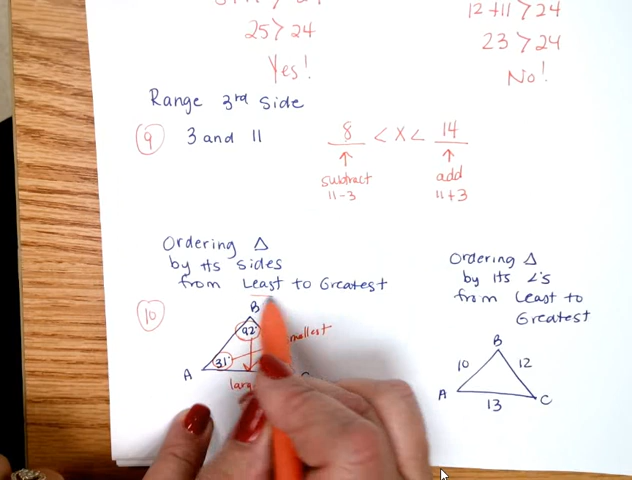 25 > 24
Yes!
12 + 11 > 24
23 > 24
No!
Range 3rd Side
9 3 and 11 8 < X < 14
subtract
11-3
add
11+3
Ordering △
by its sides
from Least to Greatest
10
B
92°
31°
A
Ordering △
by its ∠'s
from Least to
Greatest
B
10 12
A C
13